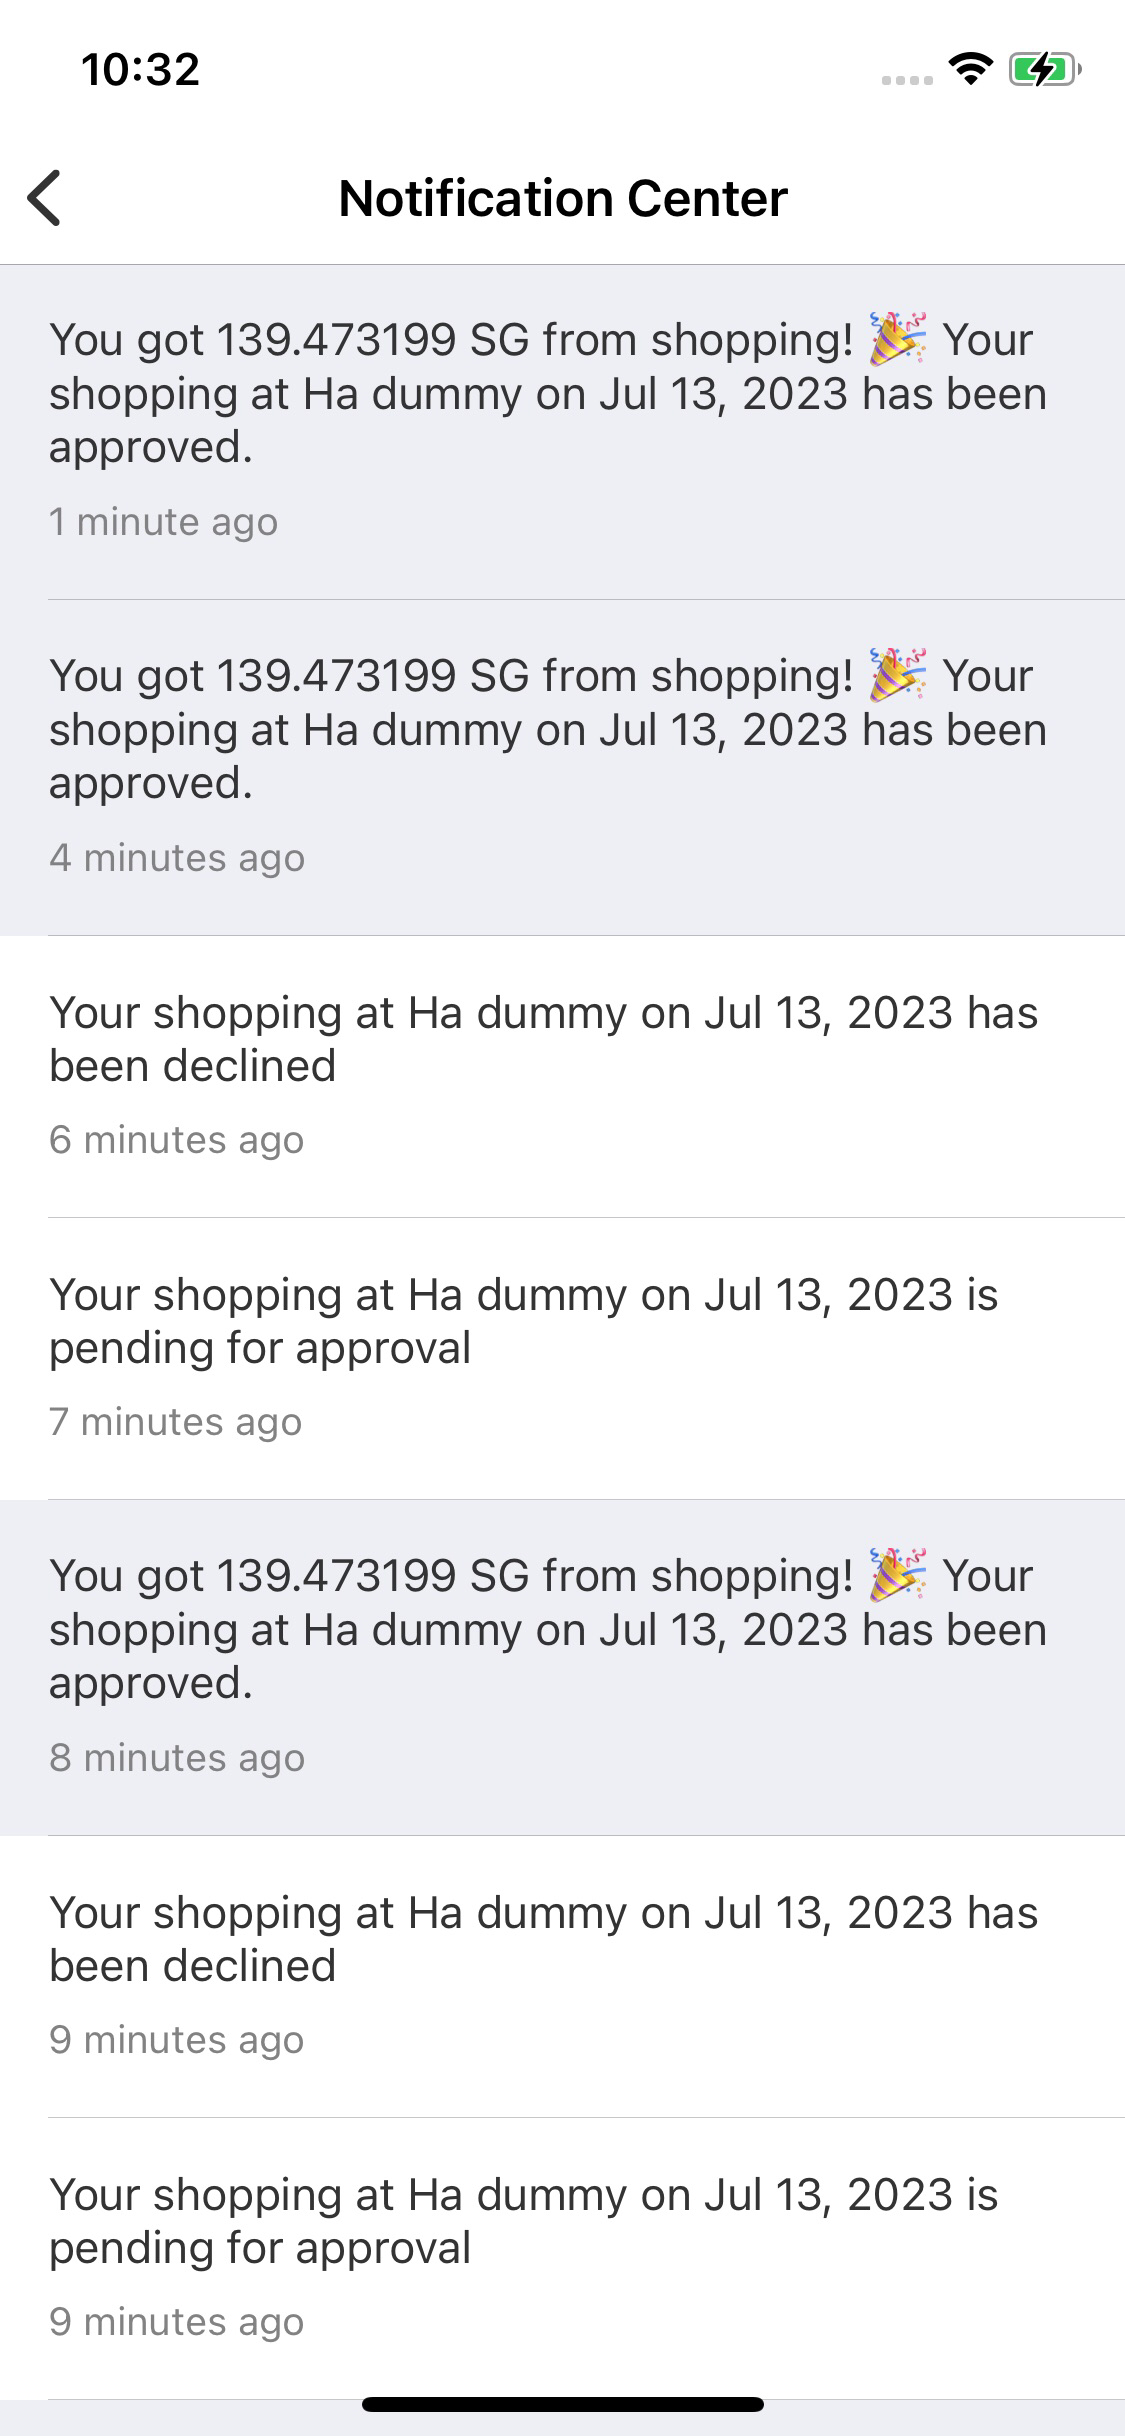 10:32
Notification Center
You got 139.473199 SG from shopping! 🎉 Your
shopping at Ha dummy on Jul 13, 2023 has been
approved.
1 minute ago
You got 139.473199 SG from shopping! 🎉 Your
shopping at Ha dummy on Jul 13, 2023 has been
approved.
4 minutes ago
Your shopping at Ha dummy on Jul 13, 2023 has
been declined
6 minutes ago
Your shopping at Ha dummy on Jul 13, 2023 is
pending for approval
7 minutes ago
You got 139.473199 SG from shopping! 🎉 Your
shopping at Ha dummy on Jul 13, 2023 has been
approved.
8 minutes ago
Your shopping at Ha dummy on Jul 13, 2023 has
been declined
9 minutes ago
Your shopping at Ha dummy on Jul 13, 2023 is
pending for approval
9 minutes ago